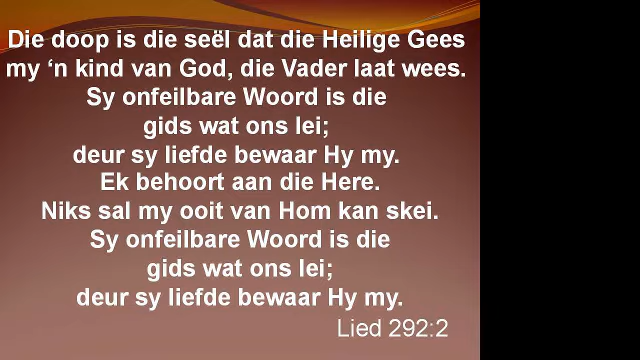 Die doop is die seël dat die Heilige Gees
my ‘n kind van God, die Vader laat wees.
Sy onfeilbare Woord is die
gids wat ons lei;
deur sy liefde bewaar Hy my.
Ek behoort aan die Here.
Niks sal my ooit van Hom kan skei.
Sy onfeilbare Woord is die
gids wat ons lei;
deur sy liefde bewaar Hy my.
Lied 292:2